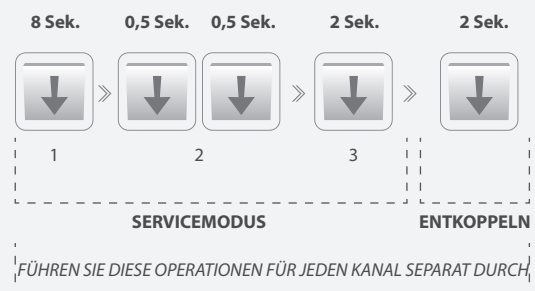 8 Sek. 0,5 Sek. 0,5 Sek. 2 Sek. 2 Sek.
1 2 3
SERVICEMODUS ENTKOPPELN
FÜHREN SIE DIESE OPERATIONEN FÜR JEDEN KANAL SEPARAT DURCH